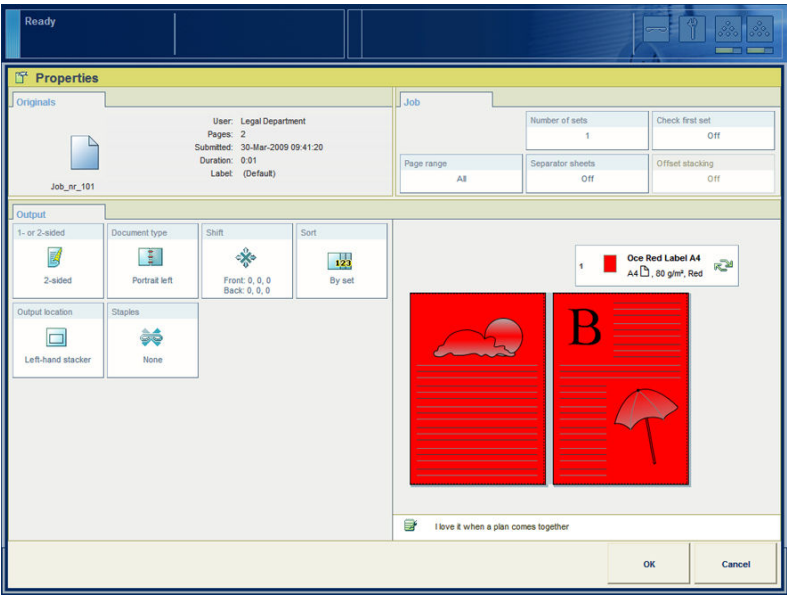 Ready
Properties
Originals
User: Legal Department
Pages: 2
Submitted: 30-Mar-2009 09:41:20
Duration: 0:01
Label: (Default)
Job_nr_101
Job
Number of sets
1
Check first set
Off
Page range
All
Separator sheets
Off
Offset stacking
Off
Output
1- or 2-sided
2-sided
Document type
Portrait left
Shift
Front: 0, 0, 0
Back: 0, 0, 0
Sort
123
By set
Output location
Left-hand stacker
Staples
None
1
Oce Red Label A4
A4 , 80 g/m², Red
B
I love it when a plan comes together
OK
Cancel